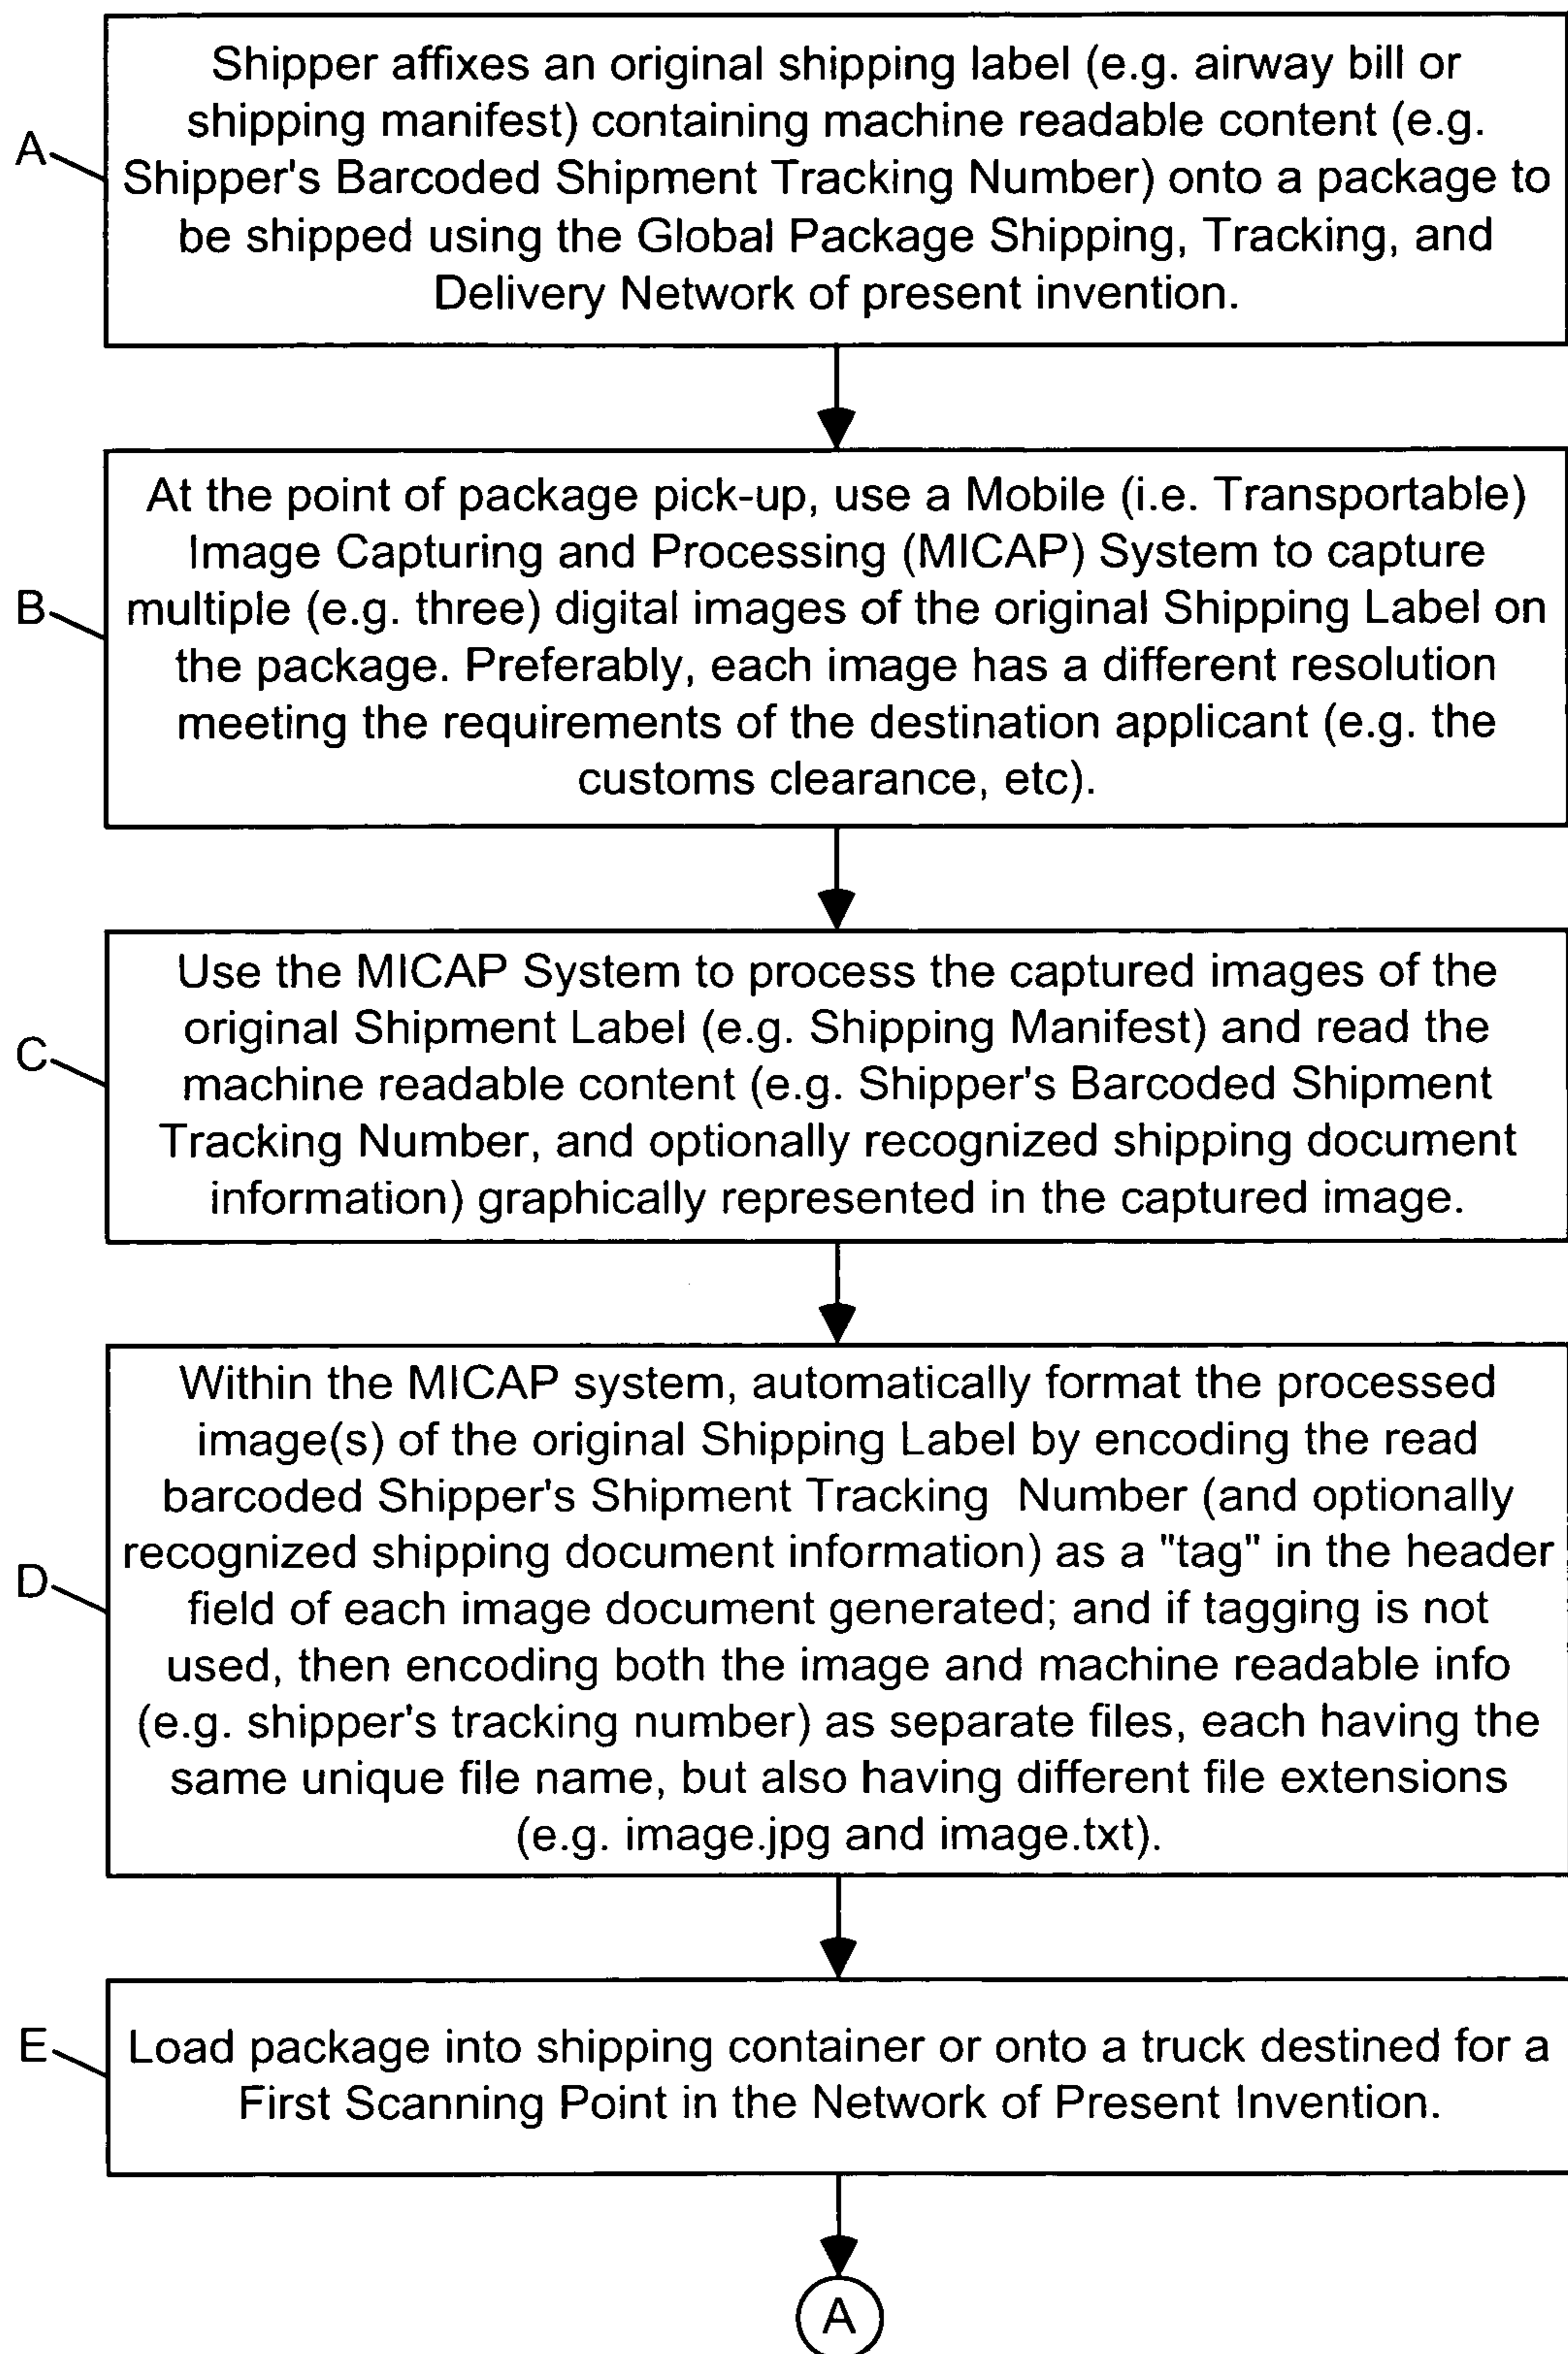 Shipper affixes an original shipping label (e.g. airway bill or
shipping manifest) containing machine readable content (e.g.
A
Shipper's Barcoded Shipment Tracking Number) onto a package to
be shipped using the Global Package Shipping, Tracking, and
Delivery Network of present invention.
At the point of package pick-up, use a Mobile (i.e. Transportable)
Image Capturing and Processing (MICAP) System to capture
B
multiple (e.g. three) digital images of the original Shipping Label on
the package. Preferably, each image has a different resolution
meeting the requirements of the destination applicant (e.g. the
customs clearance, etc).
Use the MICAP System to process the captured images of the
original Shipment Label (e.g. Shipping Manifest) and read the
C
machine readable content (e.g. Shipper's Barcoded Shipment
Tracking Number, and optionally recognized shipping document
information) graphically represented in the captured image.
Within the MICAP system, automatically format the processed
image(s) of the original Shipping Label by encoding the read
barcoded Shipper's Shipment Tracking Number (and optionally
recognized shipping document information) as a "tag" in the header
D
field of each image document generated; and if tagging is not
used, then encoding both the image and machine readable info
(e.g. shipper's tracking number) as separate files, each having the
same unique file name, but also having different file extensions
(e.g. image.jpg and image.txt).
E
Load package into shipping container or onto a truck destined for a
First Scanning Point in the Network of Present Invention.
A